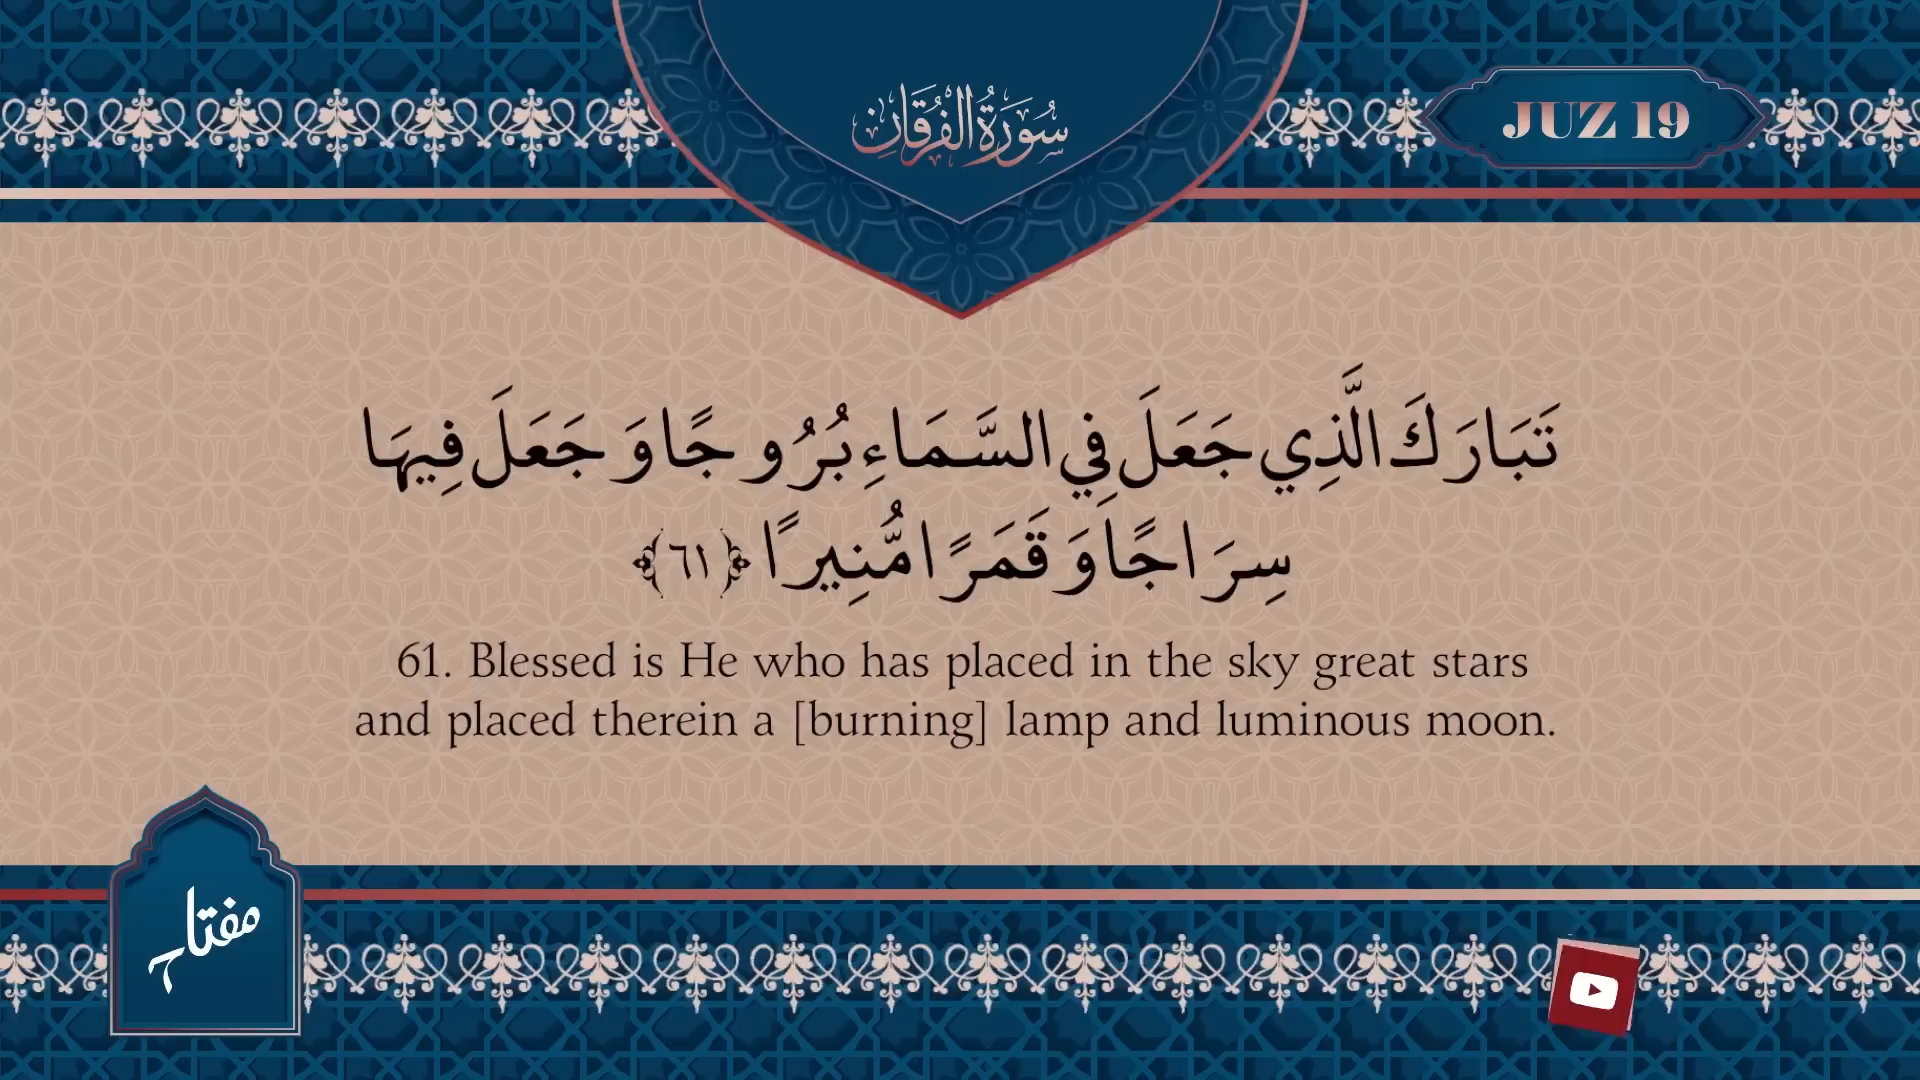 سُورَةُ الفُرْقَانِ
JUZ 19
تَبَارَكَ الَّذِي جَعَلَ فِي السَّمَاءِ بُرُوجًا وَجَعَلَ فِيهَا
سِرَاجًا وَقَمَرًا مُّنِيرًا ﴿٦١﴾
61. Blessed is He who has placed in the sky great stars
and placed therein a [burning] lamp and luminous moon.
مفتاح